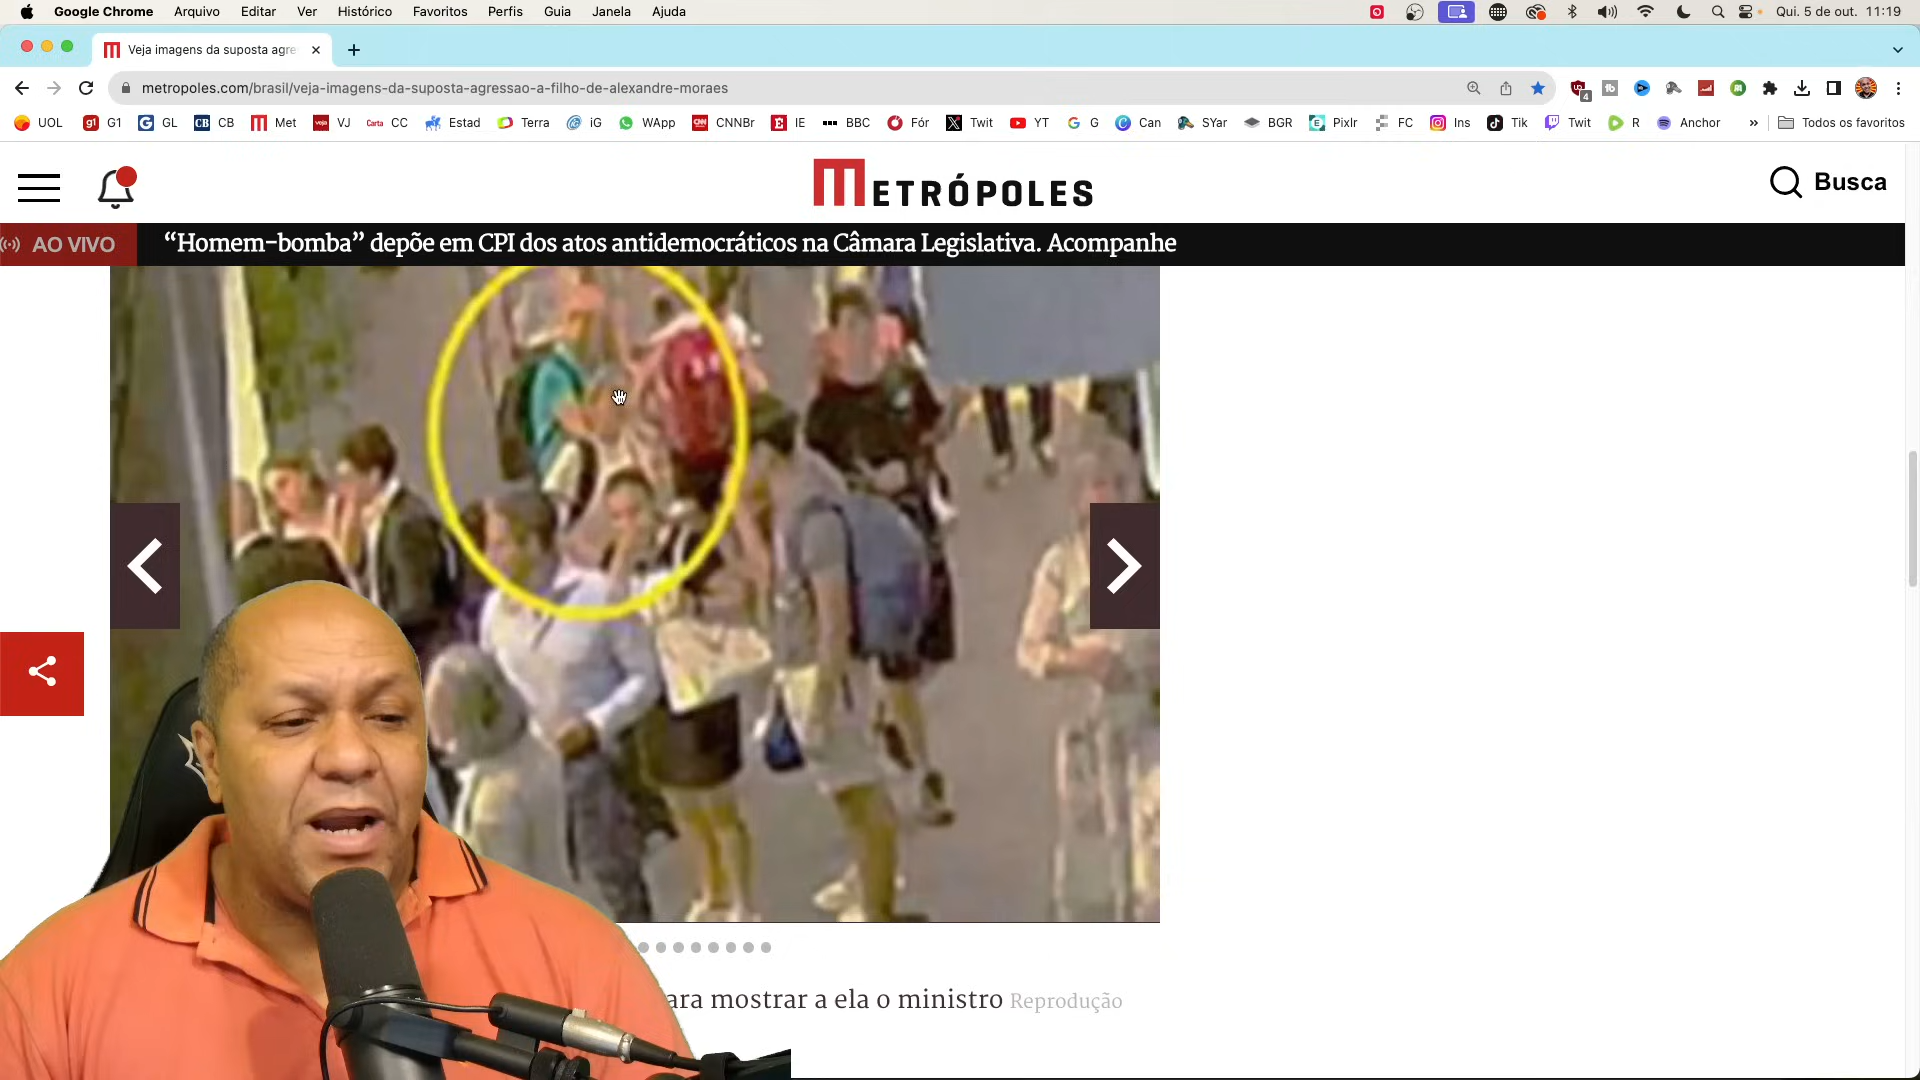 Google Chrome Arquivo Editar Ver Histórico Favoritos Perfis Guia Janela Ajuda Qui. 5 de out. 11:19
Veja imagens da suposta agre
metropoles.com/brasil/veja-imagens-da-suposta-agressao-a-filho-de-alexandre-moraes
UOL G1 GL CB Met VJ CC Estad Terra iG WApp CNNBr IE BBC Fór Twit YT G Can SYar BGR Pixlr FC Ins Tik Twit R Anchor » Todos os favoritos
METRÓPOLES
Busca
AO VIVO “Homem-bomba” depõe em CPI dos atos antidemocráticos na Câmara Legislativa. Acompanhe
ara mostrar a ela o ministro Reprodução